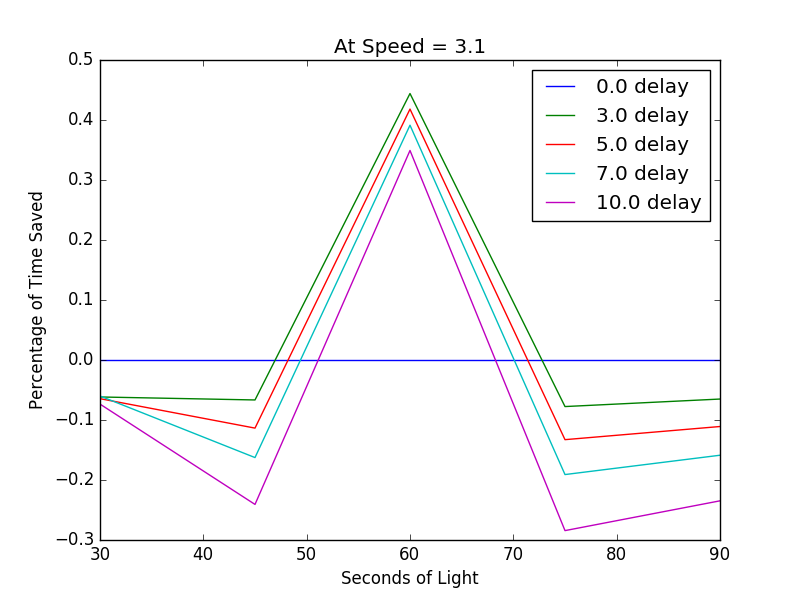 At Speed = 3.1
0.5
0.4
0.3
0.2
0.1
0.0
−0.1
−0.2
−0.3
Percentage of Time Saved
0.0 delay
3.0 delay
5.0 delay
7.0 delay
10.0 delay
30 40 50 60 70 80 90
Seconds of Light